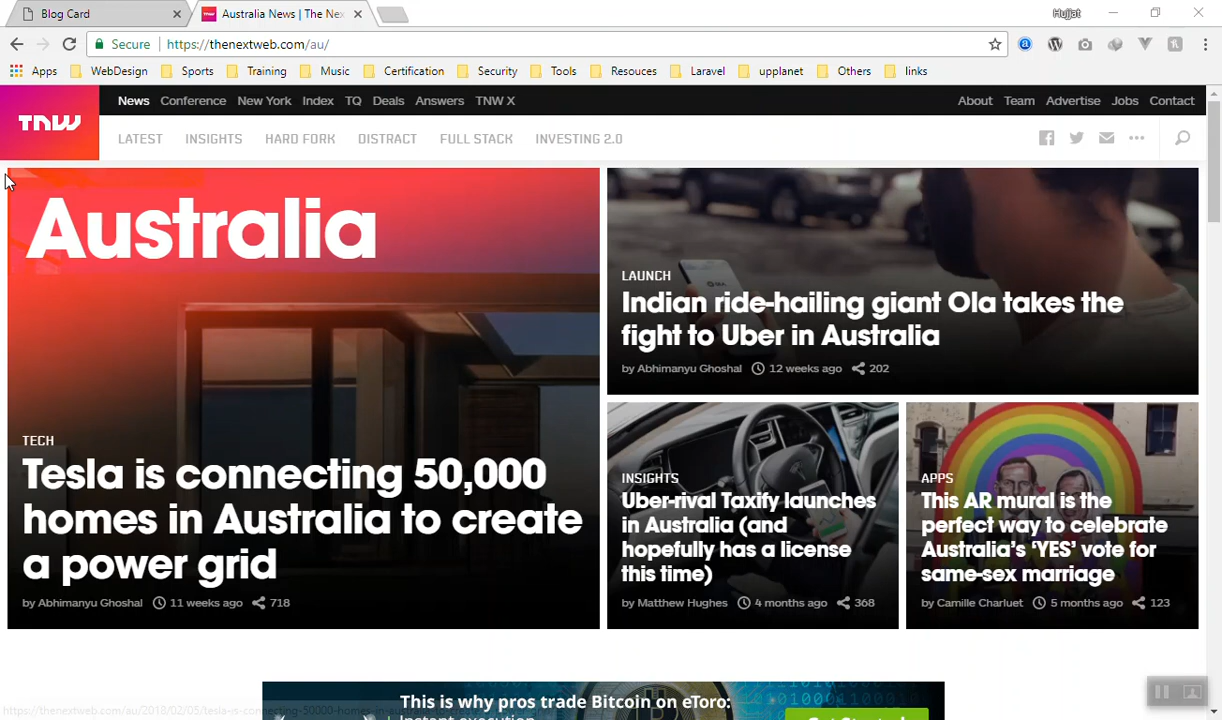 Blog Card
Australia News | The Nex
Hujjat
Secure
https://thenextweb.com/au/
Apps WebDesign Sports Training Music Certification Security Tools Resouces Laravel upplanet Others links
TNW
News Conference New York Index TQ Deals Answers TNW X
About Team Advertise Jobs Contact
LATEST INSIGHTS HARD FORK DISTRACT FULL STACK INVESTING 2.0
Australia
TECH
Tesla is connecting 50,000
homes in Australia to create
a power grid
by Abhimanyu Ghoshal 11 weeks ago 718
LAUNCH
Indian ride-hailing giant Ola takes the
fight to Uber in Australia
by Abhimanyu Ghoshal 12 weeks ago 202
INSIGHTS
Uber-rival Taxify launches
in Australia (and
hopefully has a license
this time)
by Matthew Hughes 4 months ago 368
APPS
This AR mural is the
perfect way to celebrate
Australia’s ‘YES’ vote for
same-sex marriage
by Camille Charluet 5 months ago 123
This is why pros trade Bitcoin on eToro:
Instant execution
Get Started